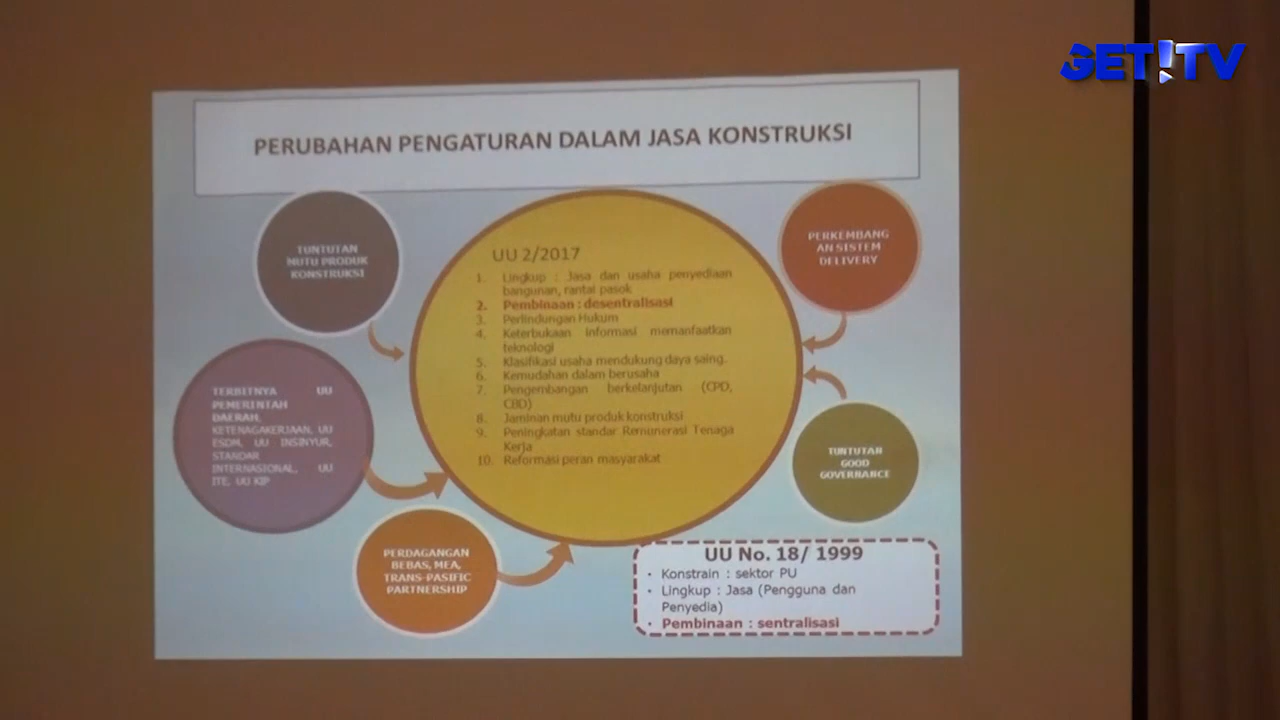 GET!TV
PERUBAHAN PENGATURAN DALAM JASA KONSTRUKSI
TUNTUTAN
MUTU PRODUK
KONSTRUKSI
PERKEMBANG
AN SISTEM
DELIVERY
UU 2/2017
1. Lingkup : Jasa dan usaha penyediaan
bangunan, rantai pasok
2. Pembinaan : desentralisasi
3. Perlindungan Hukum
4. Keterbukaan informasi memanfaatkan
teknologi
5. Klasifikasi usaha mendukung daya saing.
6. Kemudahan dalam berusaha
7. Pengembangan berkelanjutan (CPD,
CBD)
8. Jaminan mutu produk konstruksi
9. Peningkatan standar Remunerasi Tenaga
Kerja
10. Reformasi peran masyarakat
TERBITNYA UU
PEMERINTAH
DAERAH,
KETENAGAKERJAAN, UU
ESDM, UU INSINYUR,
STANDAR
INTERNASIONAL, UU
ITE, UU KIP
TUNTUTAN
GOOD
GOVERNANCE
PERDAGANGAN
BEBAS, MEA,
TRANS-PASIFIC
PARTNERSHIP
UU No. 18/ 1999
• Konstrain : sektor PU
• Lingkup : Jasa (Pengguna dan
Penyedia)
• Pembinaan : sentralisasi